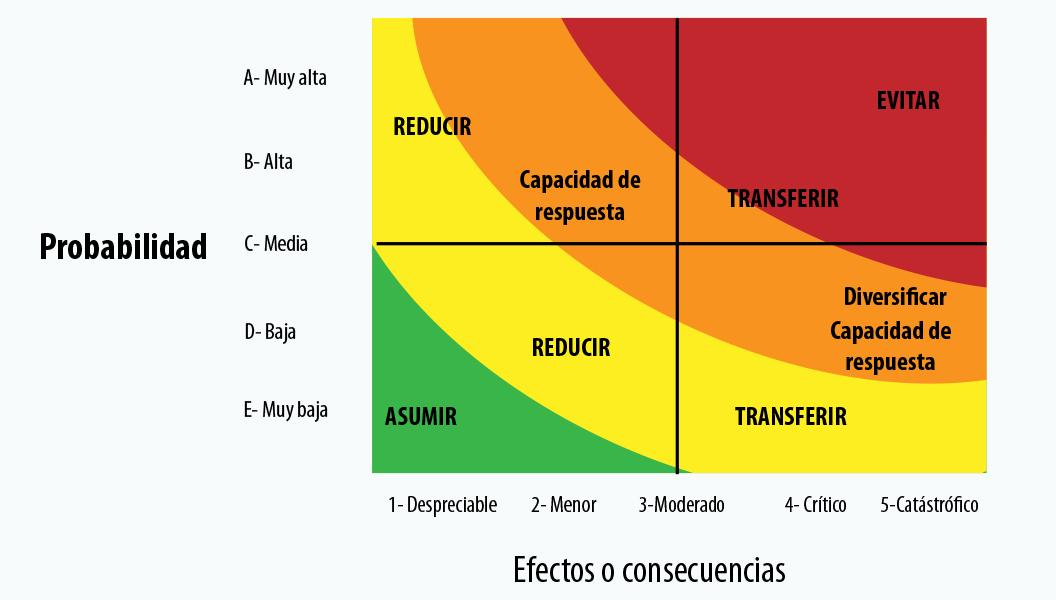 A- Muy alta
EVITAR
REDUCIR
B- Alta
Capacidad de
respuesta
TRANSFERIR
Probabilidad
C- Media
Diversificar
Capacidad de
respuesta
D- Baja
REDUCIR
E- Muy baja
ASUMIR
TRANSFERIR
1- Despreciable
2- Menor
3-Moderado
4- Crítico
5-Catástrófico
Efectos o consecuencias